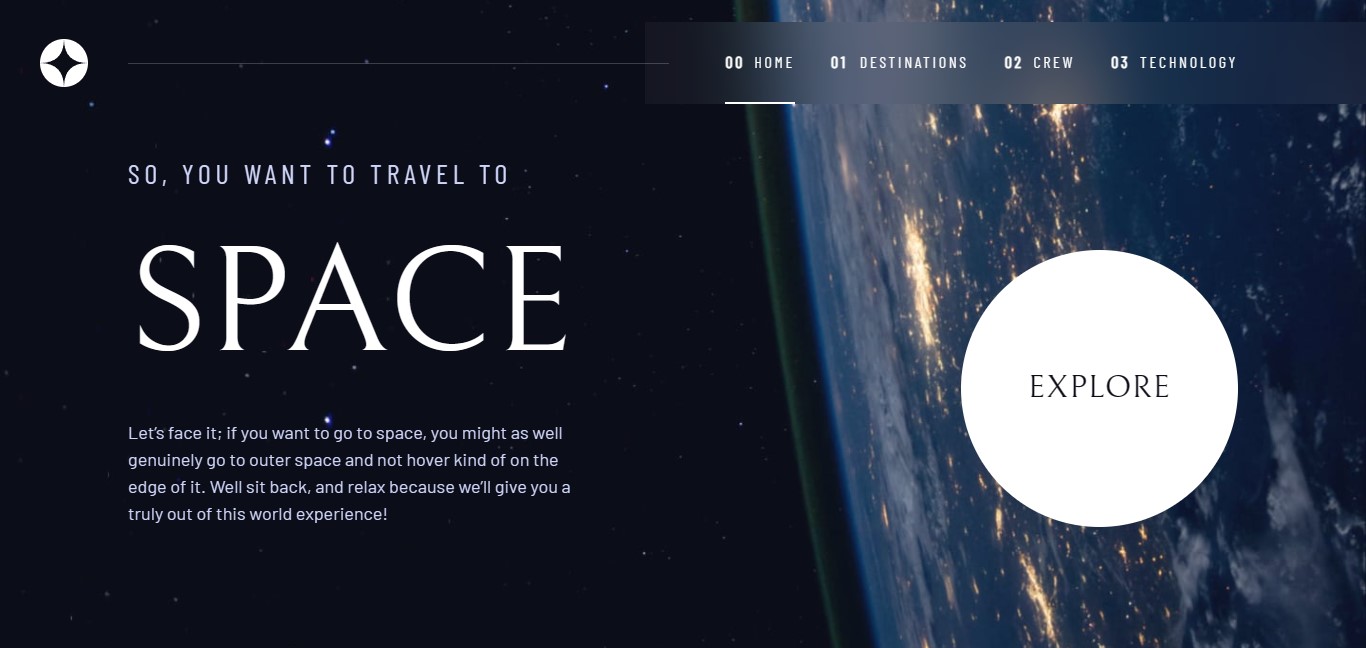 00 HOME 01 DESTINATIONS 02 CREW 03 TECHNOLOGY
SO, YOU WANT TO TRAVEL TO
SPACE
Let’s face it; if you want to go to space, you might as well
genuinely go to outer space and not hover kind of on the
edge of it. Well sit back, and relax because we’ll give you a
truly out of this world experience!
EXPLORE